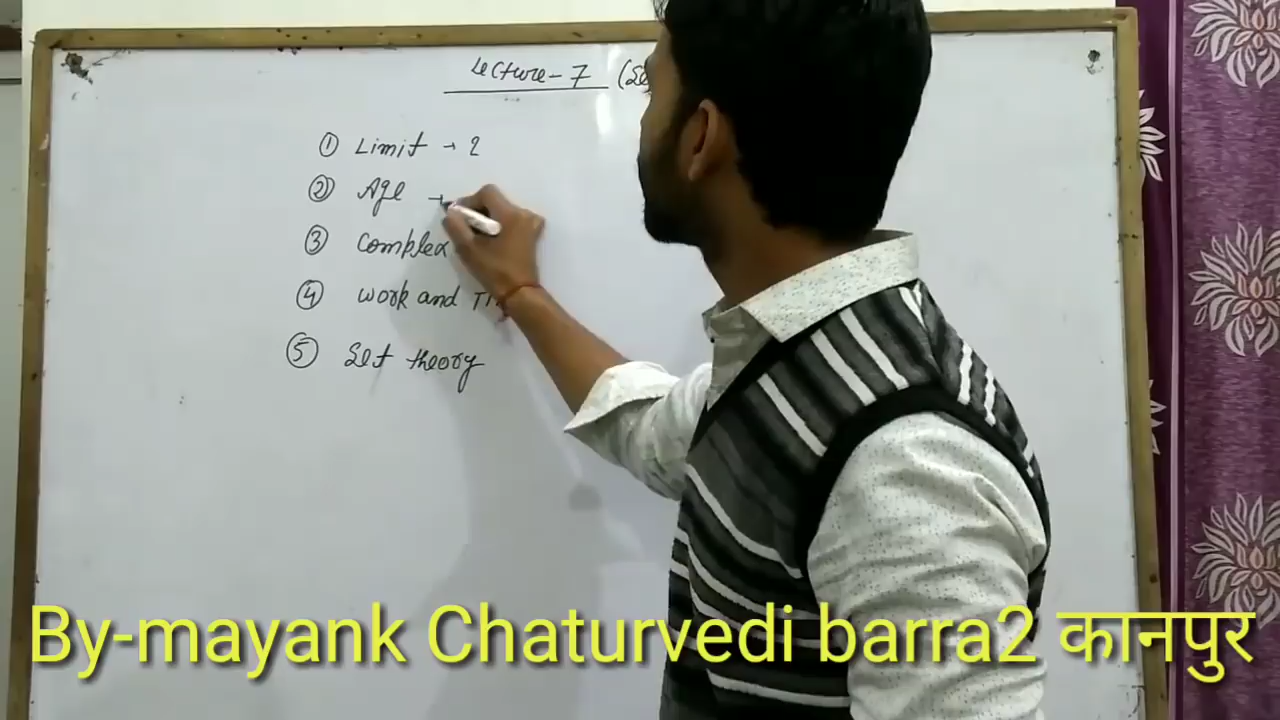 Lecture-7
① Limit → 2
② Age →
③ Complex
④ work and
⑤ Set theory
By-mayank Chaturvedi barra2 कानपुर